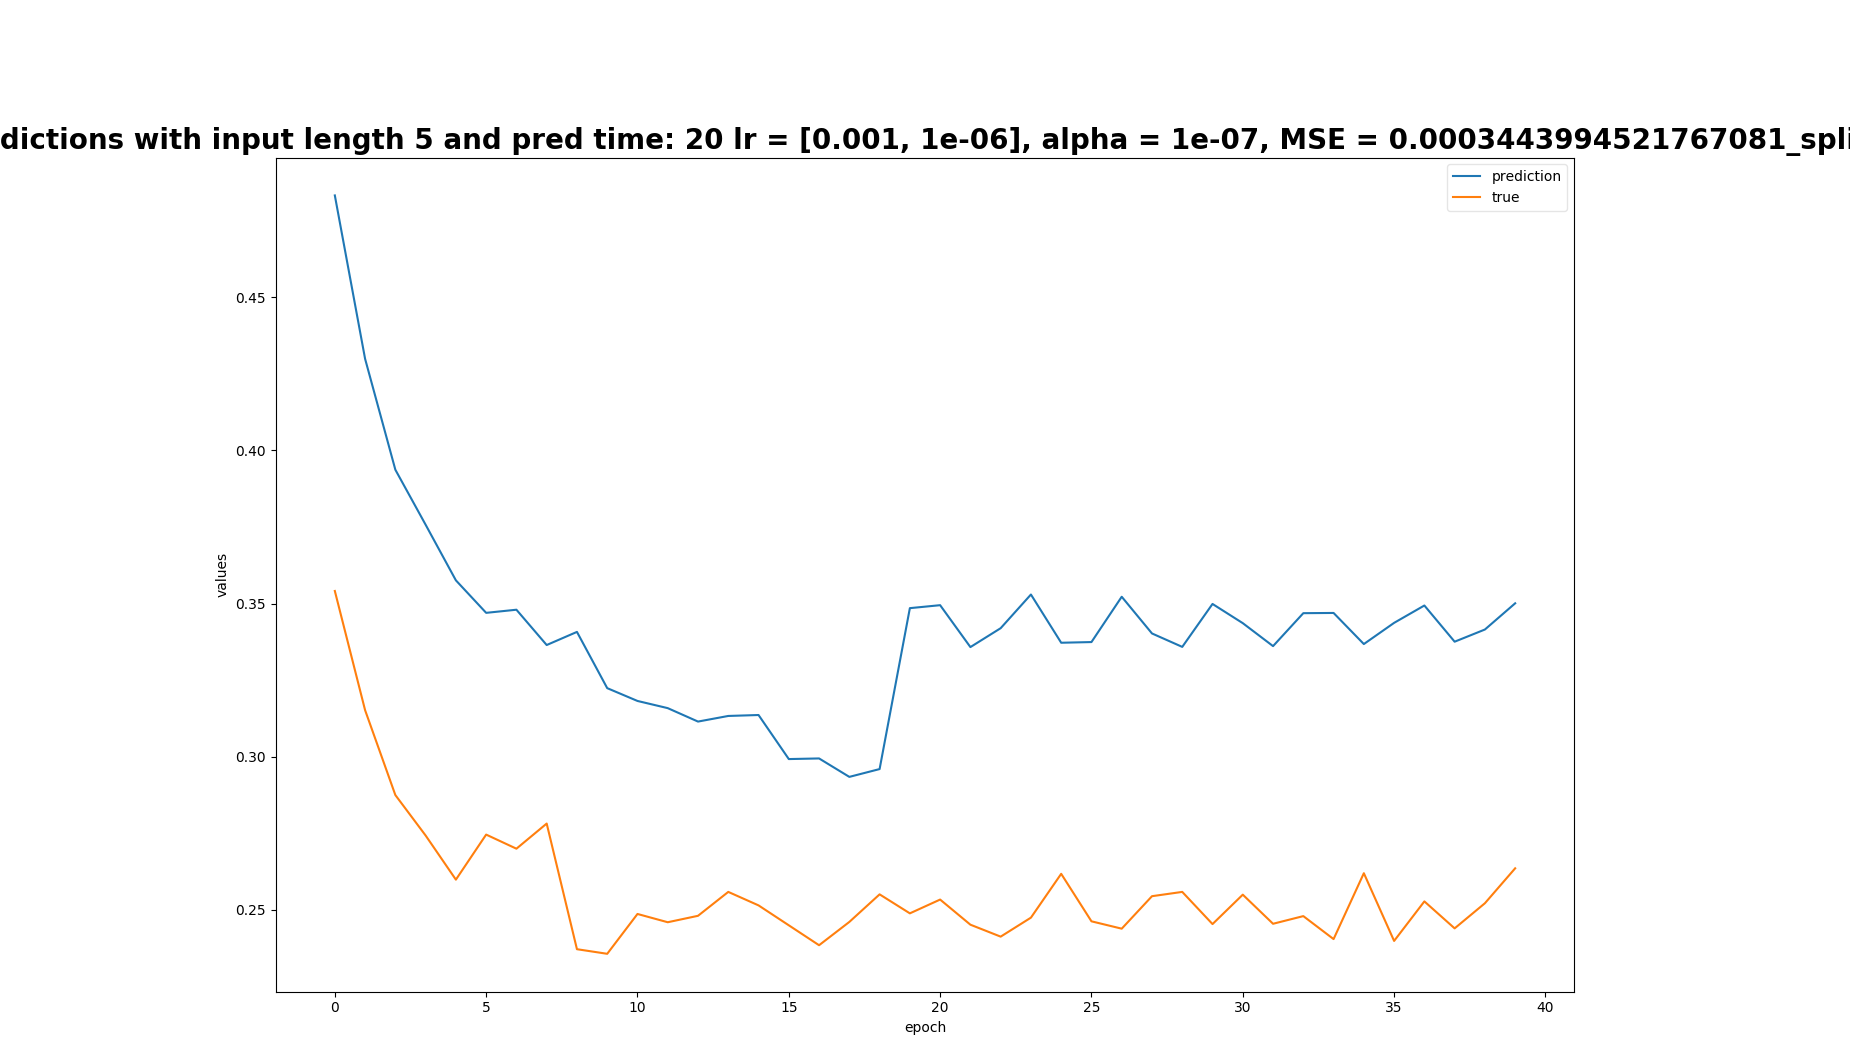 dictions with input length 5 and pred time: 20 lr = [0.001, 1e-06], alpha = 1e-07, MSE = 0.0003443994521767081_spli
prediction
true
0.45
0.40
0.35
0.30
0.25
values
0 5 10 15 20 25 30 35 40
epoch